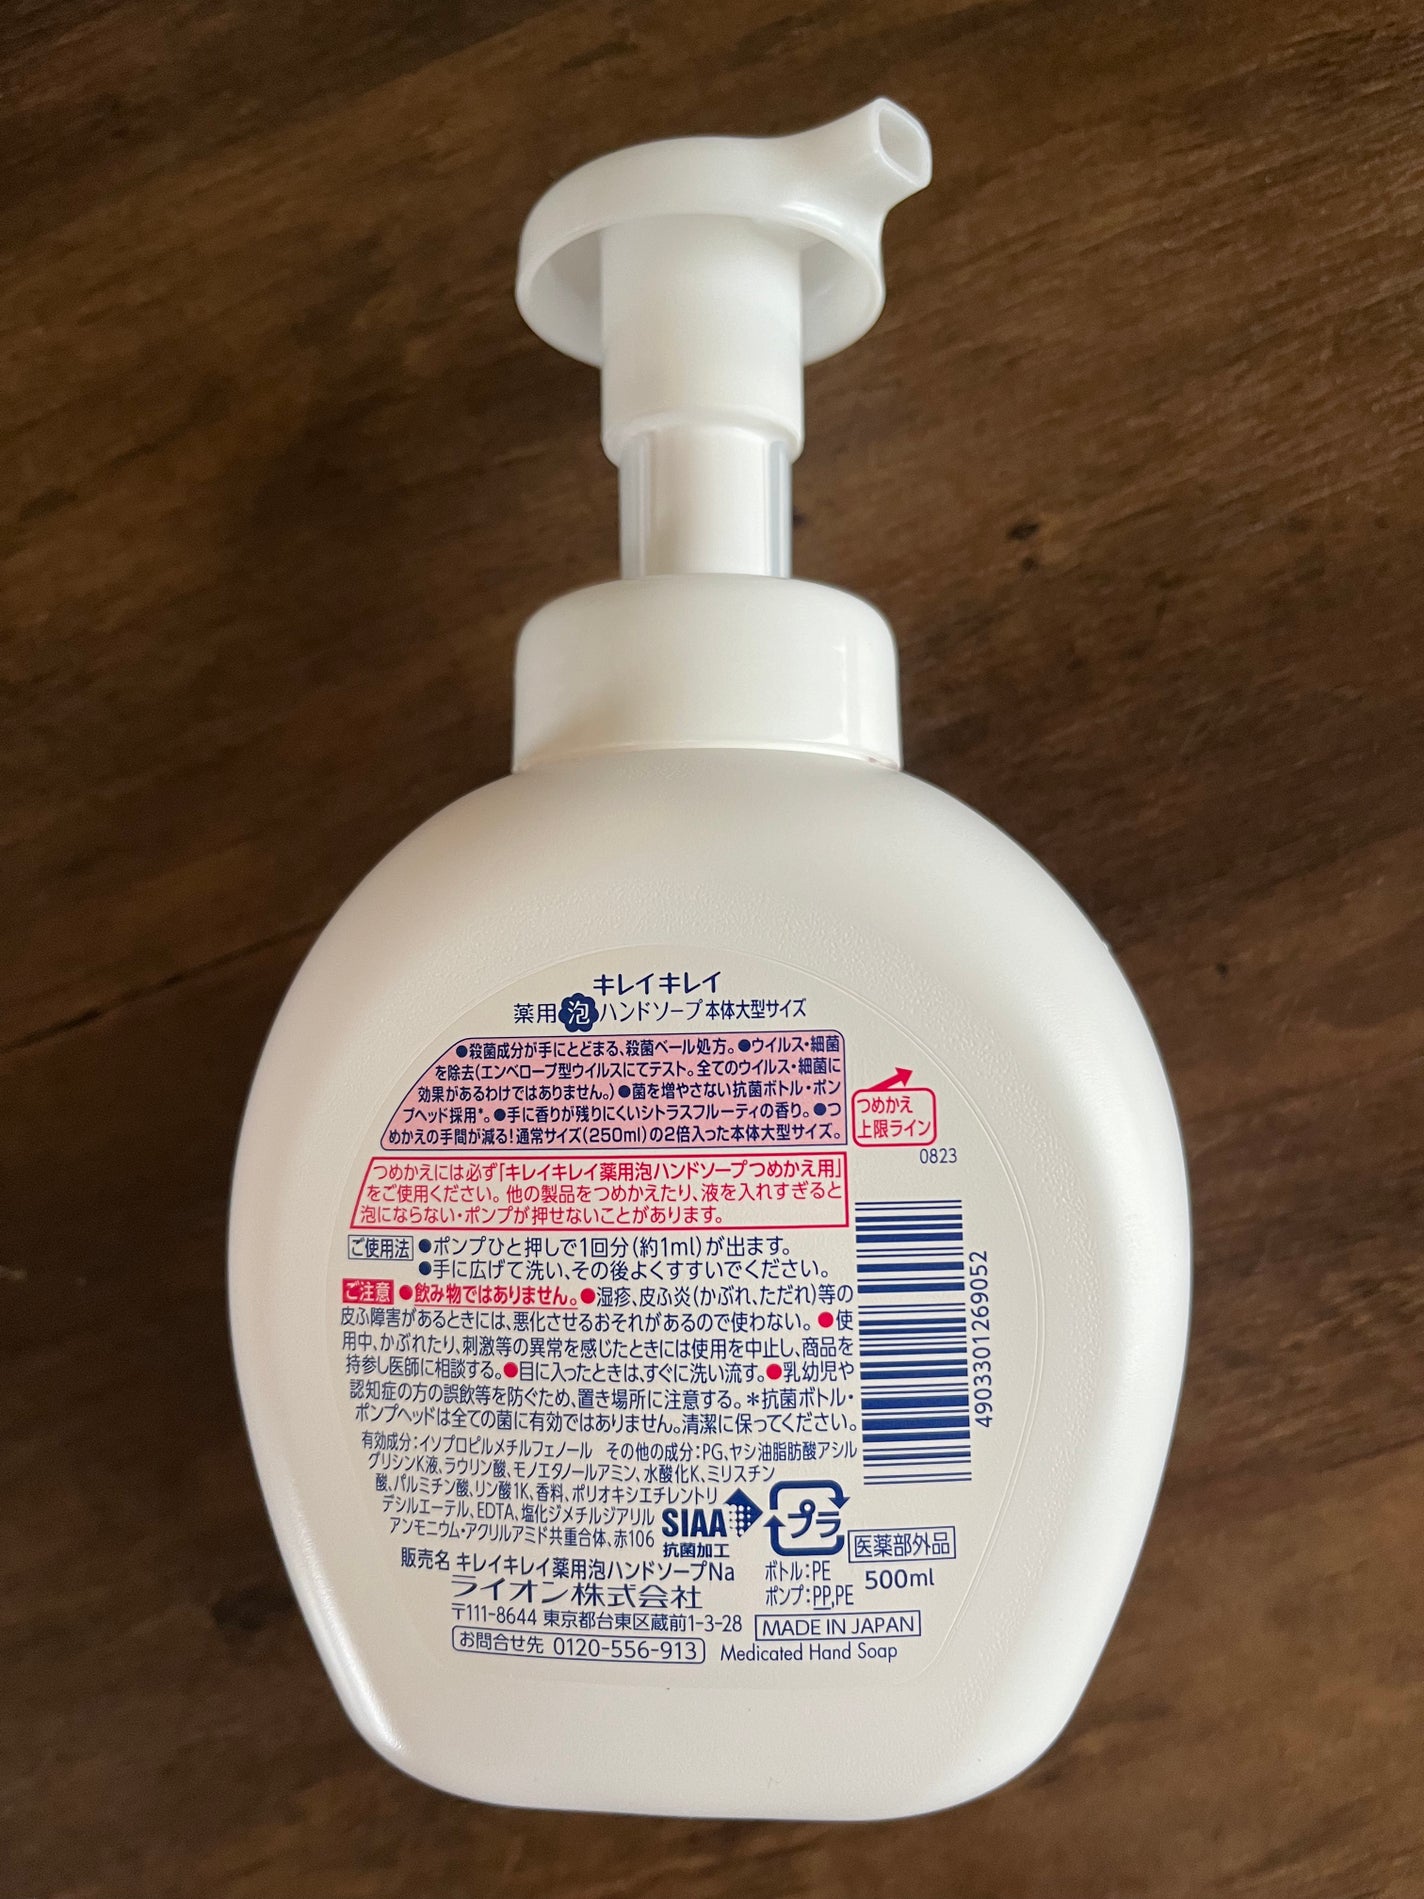 キレイキレイ
薬用泡ハンドソープ本体大型サイズ
●殺菌成分が手にとどまる、殺菌ベール処方。●ウイルス・細菌
を除去(エンベロープ型ウイルスにてテスト。全てのウイルス・細菌に
効果があるわけではありません。)●菌を増やさない抗菌ボトル・ポン
プヘッド採用*。●手に香りが残りにくいシトラスフルーティの香り。●つ
めかえの手間が減る!通常サイズ(250ml)の2倍入った本体大型サイズ。
つめかえ
上限ライン
0823
つめかえには必ず「キレイキレイ薬用泡ハンドソープつめかえ用」
をご使用ください。他の製品をつめかえたり、液を入れすぎると
泡にならない・ポンプが押せないことがあります。
ご使用法 ●ポンプひと押しで1回分(約1ml)が出ます。
●手に広げて洗い、その後よくすすいでください。
ご注意 ●飲み物ではありません。●湿疹、皮ふ炎(かぶれ、ただれ)等の
皮ふ障害があるときには、悪化させるおそれがあるので使わない。●使
用中、かぶれたり、刺激等の異常を感じたときには使用を中止し、商品を
持参し医師に相談する。●目に入ったときは、すぐに洗い流す。●乳幼児や
認知症の方の誤飲等を防ぐため、置き場所に注意する。*抗菌ボトル・
ポンプヘッドは全ての菌に有効ではありません。清潔に保ってください。
4903301269052
有効成分:イソプロピルメチルフェノール その他の成分:PG、ヤシ油脂肪酸アシル
グリシンK液、ラウリン酸、モノエタノールアミン、水酸化K、ミリスチン
酸、パルミチン酸、リン酸1K、香料、ポリオキシエチレントリ
デシルエーテル、EDTA、塩化ジメチルジアリル
アンモニウム・アクリルアミド共重合体、赤106
SIAA
抗菌加工
プラ
ボトル:PE
ポンプ:PP,PE
医薬部外品
500ml
販売名 キレイキレイ薬用泡ハンドソープNa
ライオン株式会社
〒111-8644 東京都台東区蔵前1-3-28
お問合せ先 0120-556-913
MADE IN JAPAN
Medicated Hand Soap